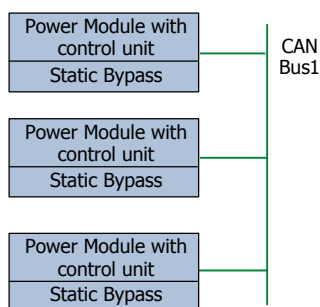 Power Module with
control unit
Static Bypass
CAN
Bus1
Power Module with
control unit
Static Bypass
Power Module with
control unit
Static Bypass